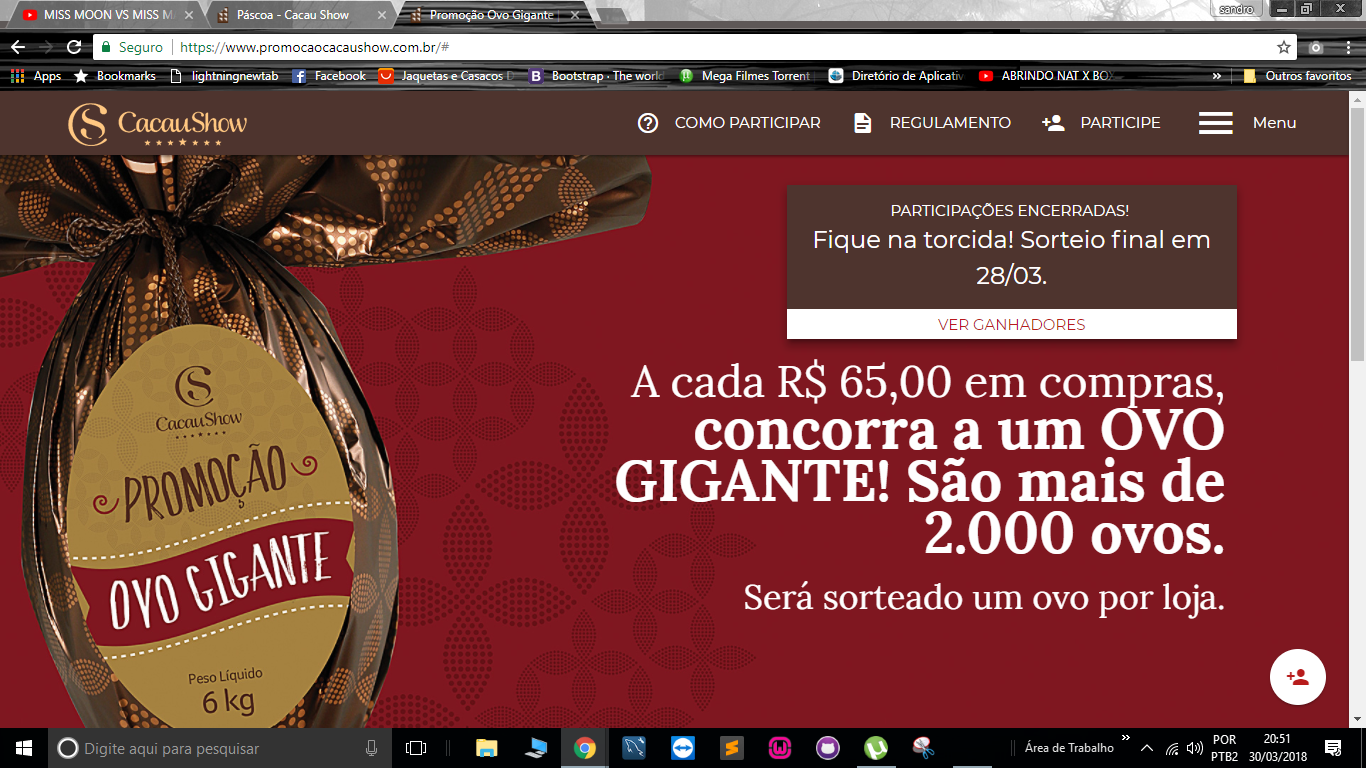 MISS MOON VS MISS MA
Páscoa - Cacau Show
Promoção Ovo Gigante
sandro
Seguro
https://www.promocaocacaushow.com.br/#
Apps
Bookmarks
lightningnewtab
Facebook
Jaquetas e Casacos D
Bootstrap · The world
Mega Filmes Torrent
Diretório de Aplicativ
ABRINDO NAT X BOX
»
Outros favoritos
CS CacauShow
COMO PARTICIPAR
REGULAMENTO
PARTICIPE
Menu
PARTICIPAÇÕES ENCERRADAS!
Fique na torcida! Sorteio final em
28/03.
VER GANHADORES
A cada R$ 65,00 em compras,
concorra a um OVO
GIGANTE! São mais de
2.000 ovos.
Será sorteado um ovo por loja.
CS
CacauShow
PROMOÇÃO
OVO GIGANTE
Peso Líquido
6 kg
Digite aqui para pesquisar
Área de Trabalho
»
POR
PTB2
20:51
30/03/2018